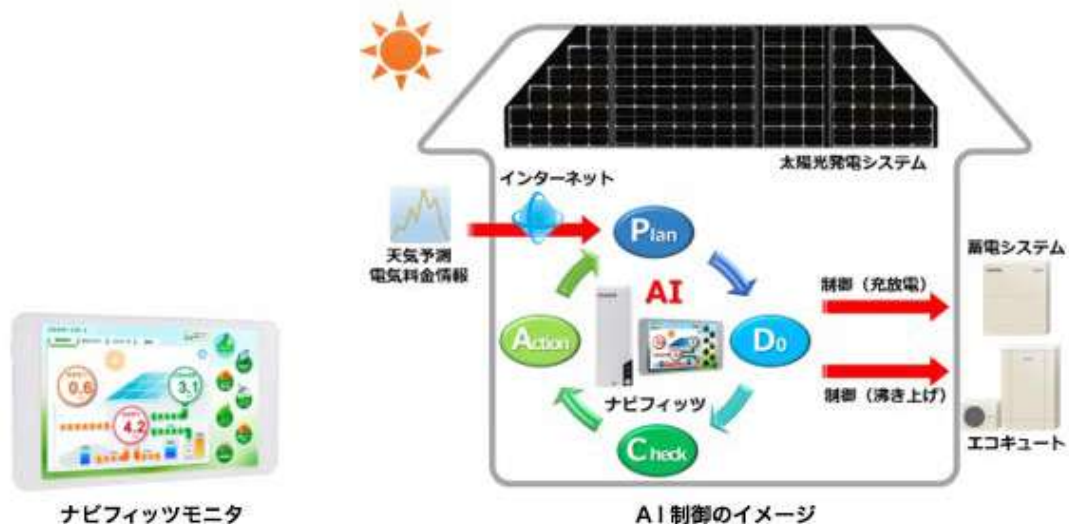 太陽光発電システム
インターネット
天気予測
電気料金情報
Plan
AI
Action
Do
ナビフィッツ
Check
制御（充放電）
制御（沸き上げ）
蓄電システム
エコキュート
0.6
3.1
4.2
ナビフィッツモニタ
AI制御のイメージ